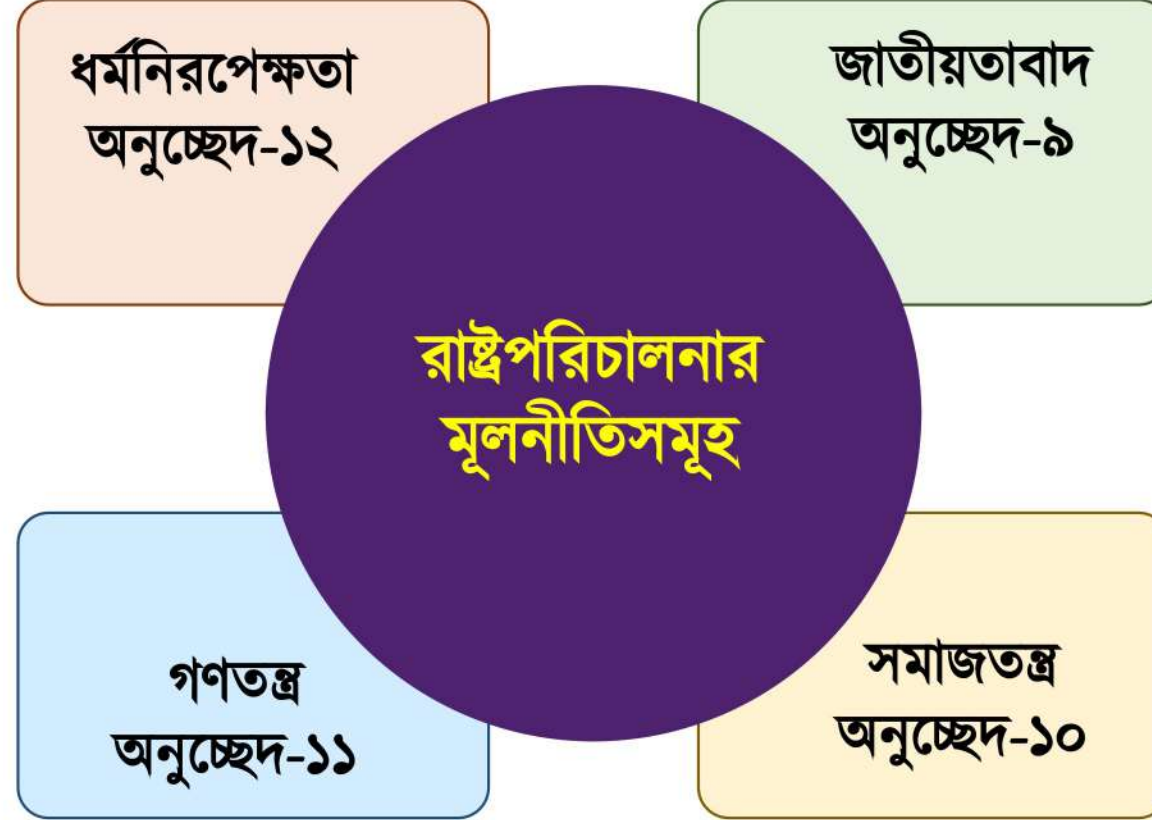 ধর্মনিরপেক্ষতা
অনুচ্ছেদ-১২
জাতীয়তাবাদ
অনুচ্ছেদ-৯
রাষ্ট্রপরিচালনার
মূলনীতিসমূহ
গণতন্ত্র
অনুচ্ছেদ-১১
সমাজতন্ত্র
অনুচ্ছেদ-১০